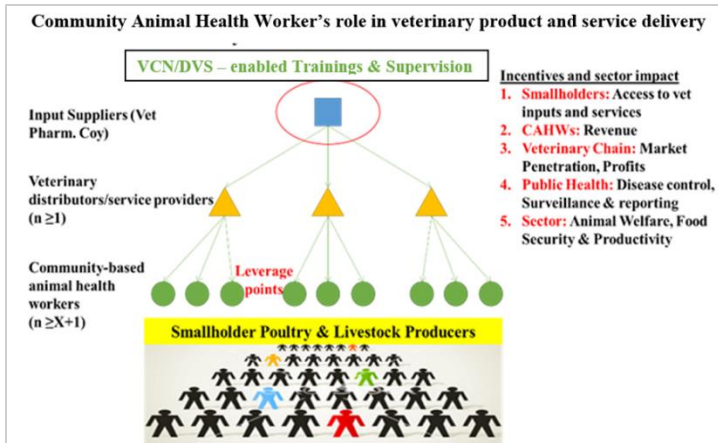 Community Animal Health Worker's role in veterinary product and service delivery
VCN/DVS – enabled Trainings & Supervision
Input Suppliers (Vet
Pharm. Coy)
Veterinary
distributors/service providers
(n ≥1)
Community-based
animal health
workers
(n ≥X+1)
Leverage
points
Smallholder Poultry & Livestock Producers
Incentives and sector impact
1. Smallholders: Access to vet
inputs and services
2. CAHWs: Revenue
3. Veterinary Chain: Market
Penetration, Profits
4. Public Health: Disease control,
Surveillance & reporting
5. Sector: Animal Welfare, Food
Security & Productivity